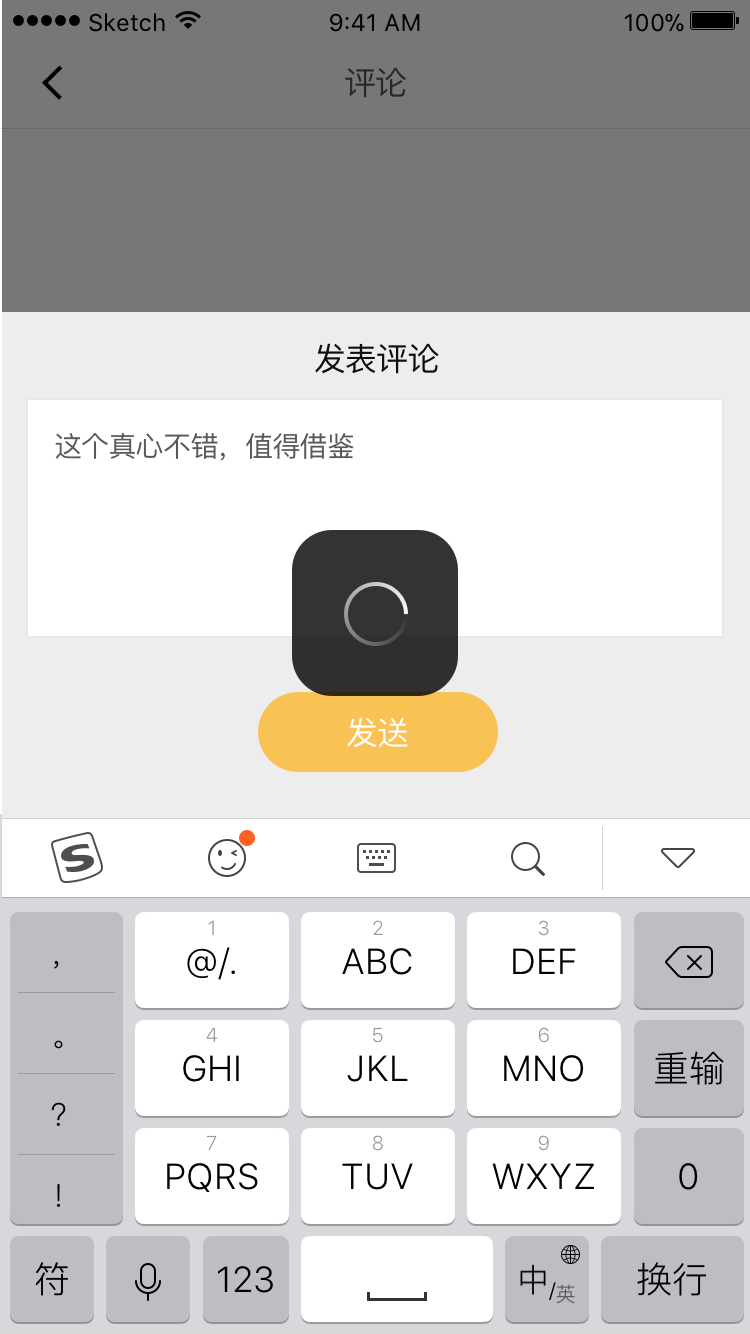 Sketch 9:41 AM 100%
评论
发表评论
这个真心不错，值得借鉴
发送
S
， 1 2 3
@/. ABC DEF
。 4 5 6
GHI JKL MNO 重输
? 7 8 9
PQRS TUV WXYZ 0
!
符 123 中/英 换行